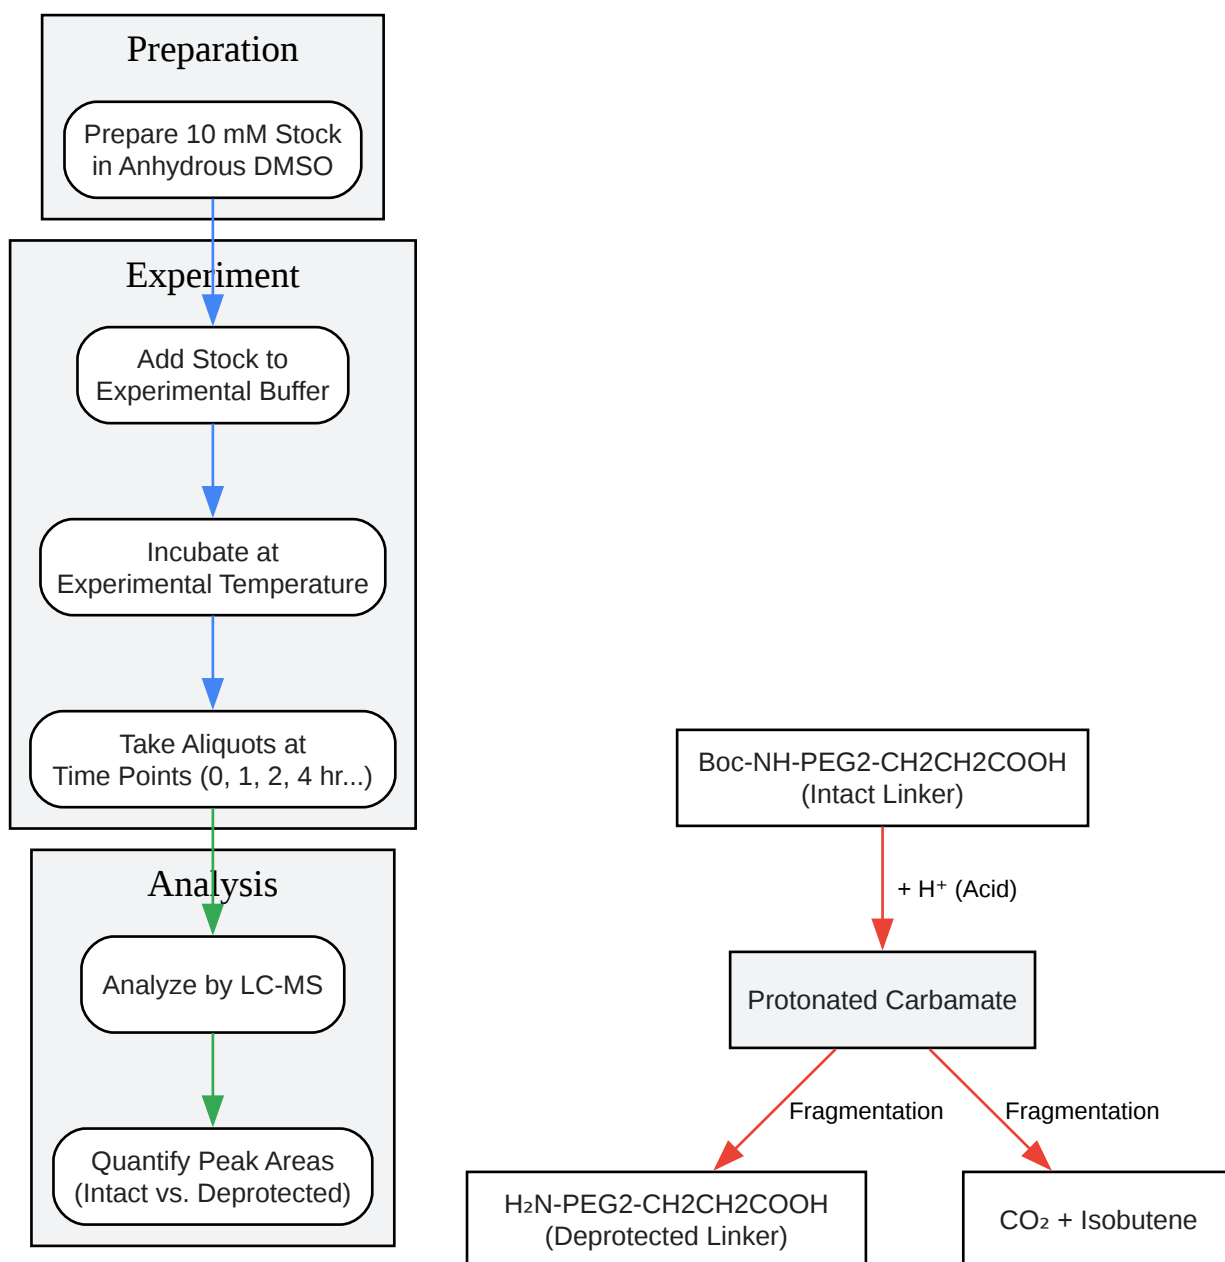 Preparation
Prepare 10 mM Stock
in Anhydrous DMSO
Experiment
Add Stock to
Experimental Buffer
Incubate at
Experimental Temperature
Take Aliquots at
Time Points (0, 1, 2, 4 hr...)
Analysis
Analyze by LC-MS
Quantify Peak Areas
(Intact vs. Deprotected)
Boc-NH-PEG2-CH2CH2COOH
(Intact Linker)
+ H⁺ (Acid)
Protonated Carbamate
Fragmentation
Fragmentation
H₂N-PEG2-CH2CH2COOH
(Deprotected Linker)
CO₂ + Isobutene